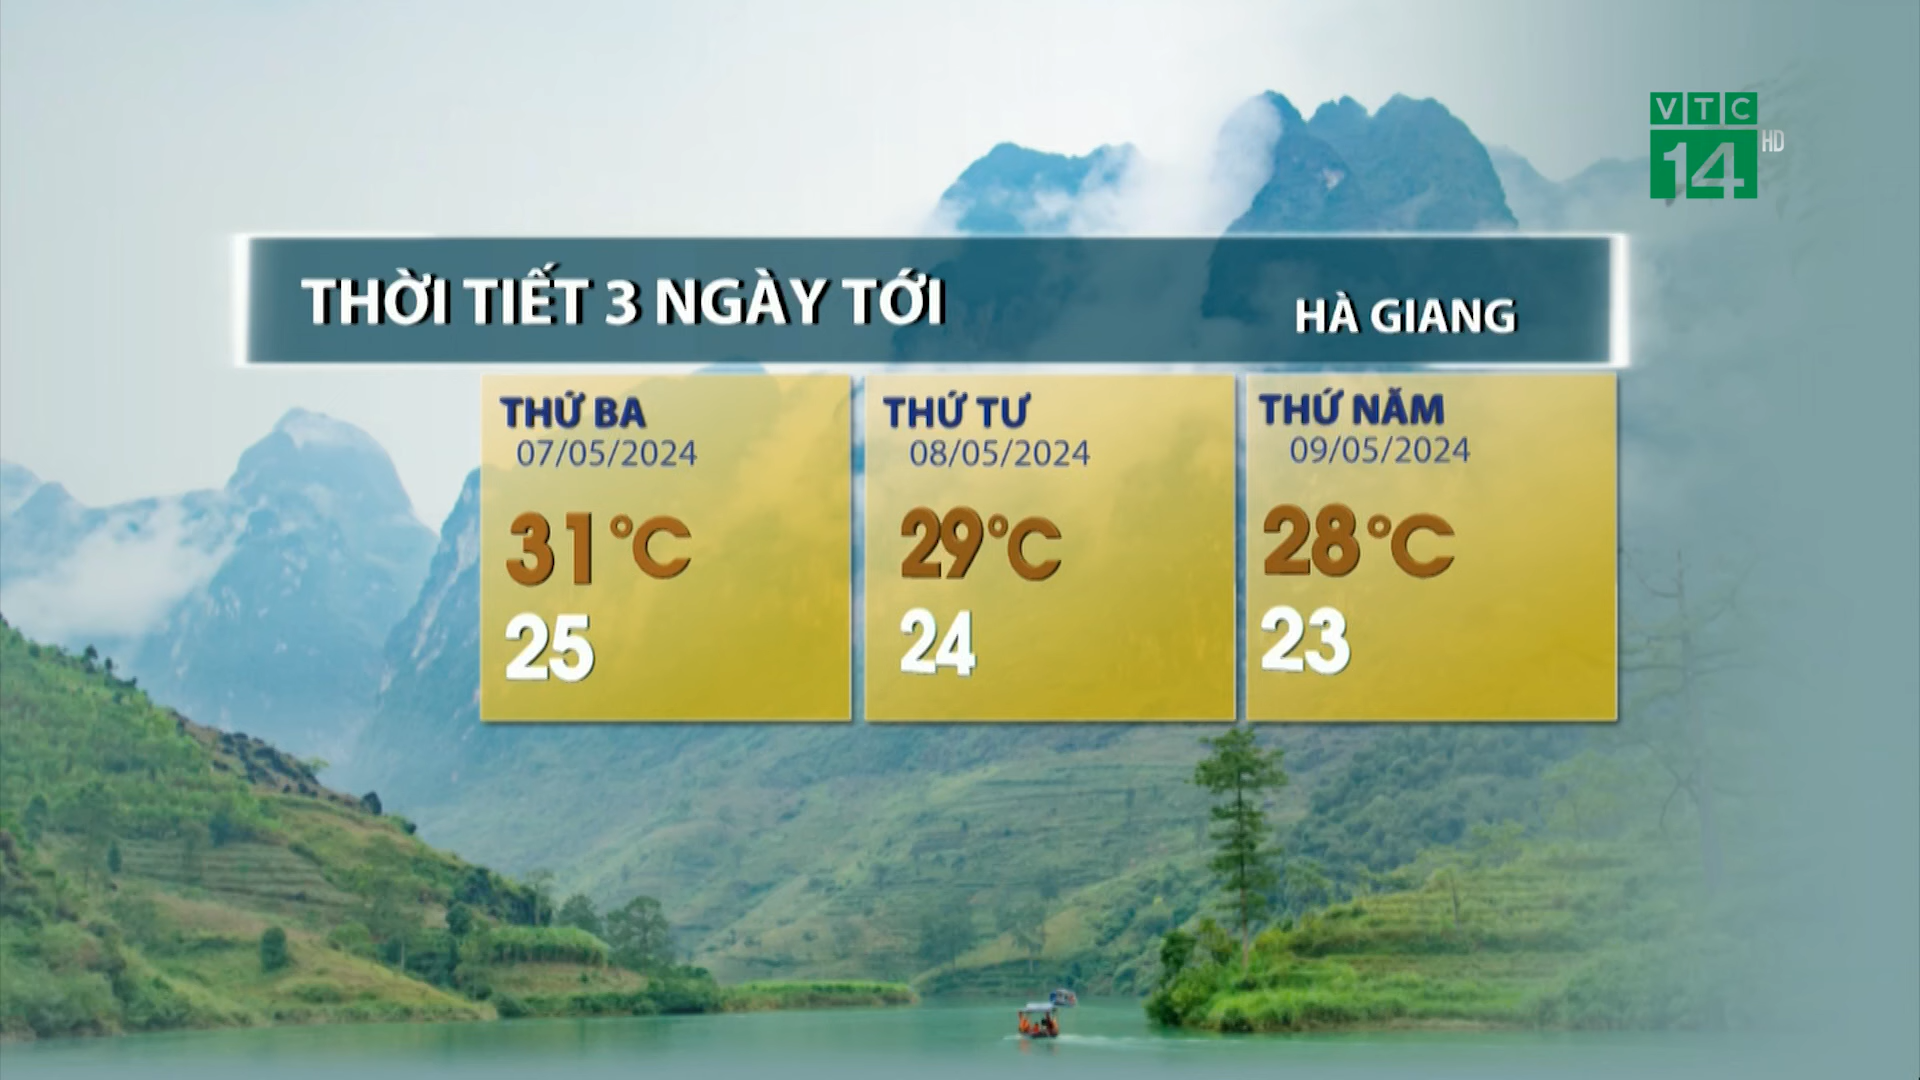 VTC
14 HD
THỜI TIẾT 3 NGÀY TỚI
HÀ GIANG
THỨ BA
07/05/2024
31°C
25
THỨ TƯ
08/05/2024
29°C
24
THỨ NĂM
09/05/2024
28°C
23